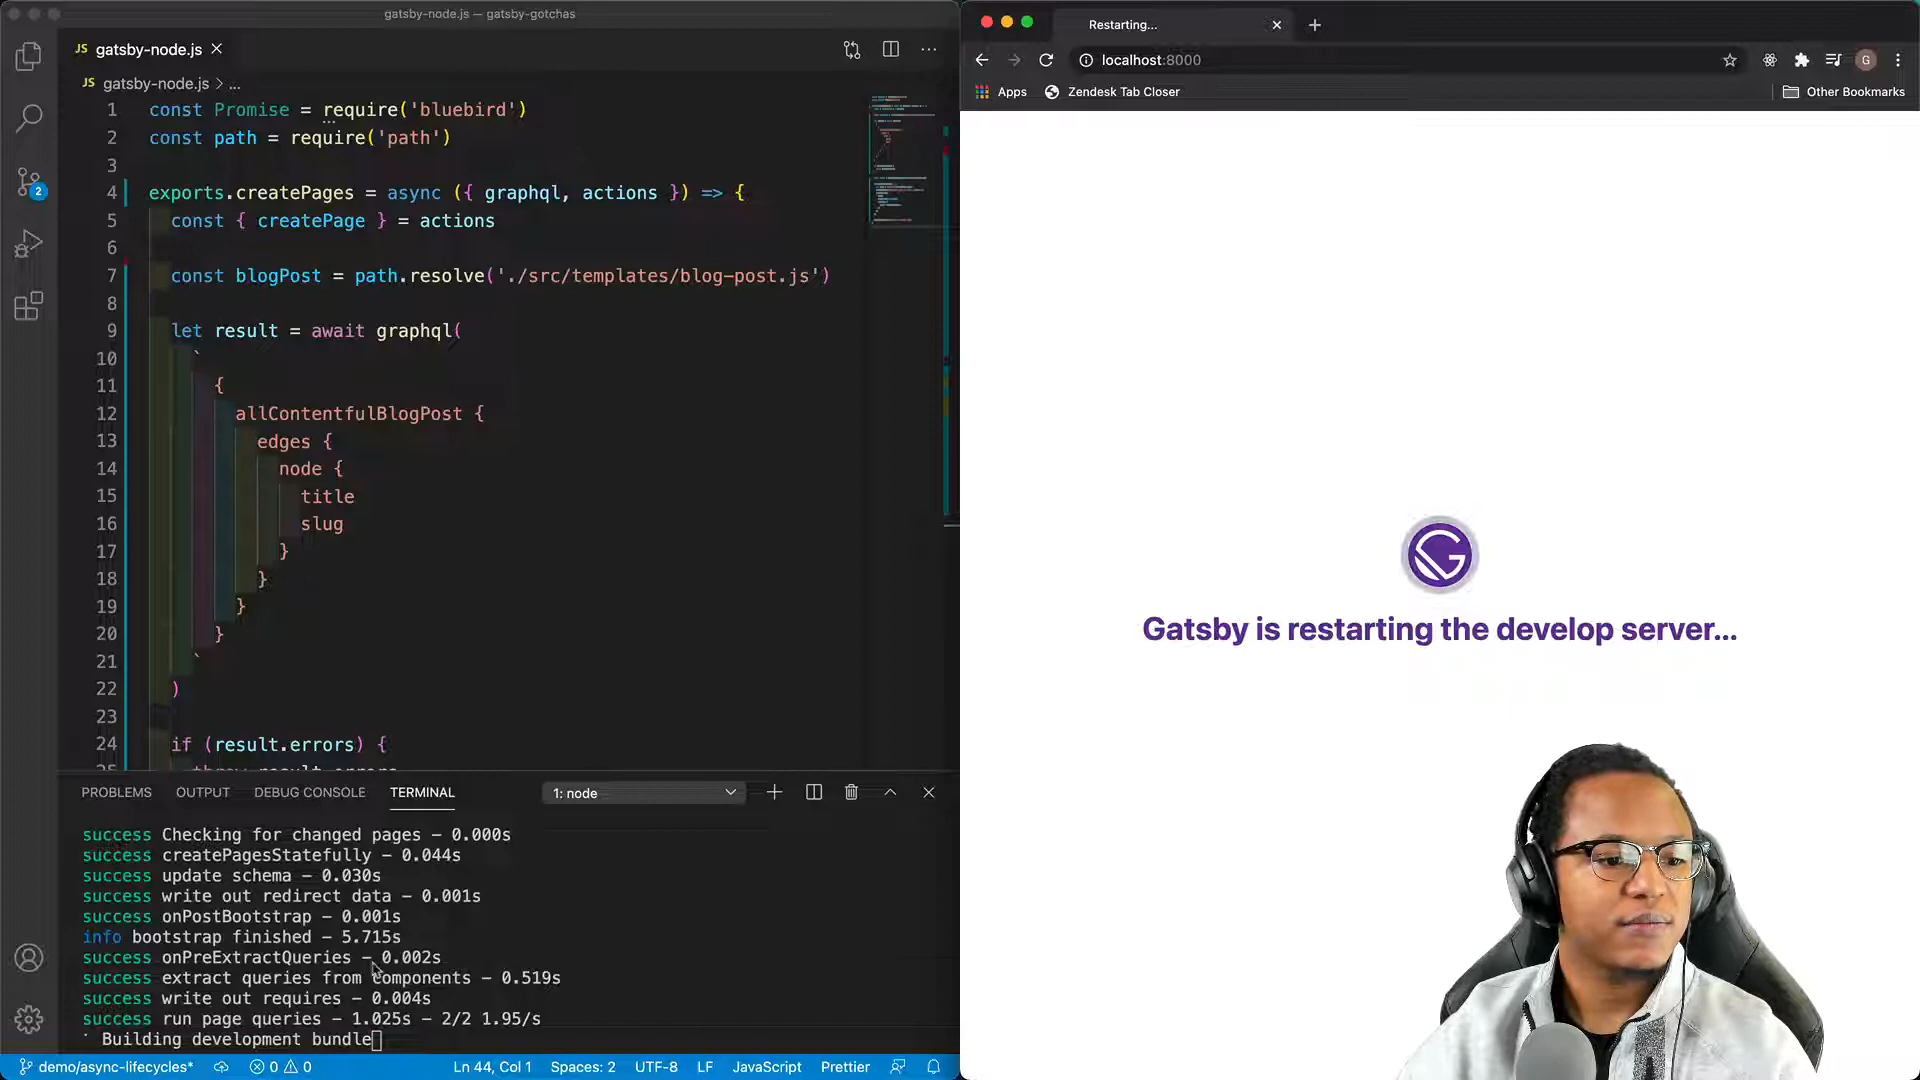 gatsby-node.js — gatsby-gotchas
JS gatsby-node.js
JS gatsby-node.js > ...
1 const Promise = require('bluebird')
2 const path = require('path')
3
4 exports.createPages = async ({ graphql, actions }) => {
5 const { createPage } = actions
6
7 const blogPost = path.resolve('./src/templates/blog-post.js')
8
9 let result = await graphql(
10 `
11 {
12 allContentfulBlogPost {
13 edges {
14 node {
15 title
16 slug
17 }
18 }
19 }
20 }
21 `
22 )
23
24 if (result.errors) {
25 throw result.errors
2
PROBLEMS OUTPUT DEBUG CONSOLE TERMINAL 1: node
success Checking for changed pages – 0.000s
success createPagesStatefully – 0.044s
success update schema – 0.030s
success write out redirect data – 0.001s
success onPostBootstrap – 0.001s
info bootstrap finished – 5.715s
success onPreExtractQueries – 0.002s
success extract queries from components – 0.519s
success write out requires – 0.004s
success run page queries – 1.025s – 2/2 1.95/s
Building development bundle
demo/async-lifecycles* 0 0 Ln 44, Col 1 Spaces: 2 UTF-8 LF JavaScript Prettier
Restarting...
localhost:8000
G
Apps Zendesk Tab Closer Other Bookmarks
Gatsby is restarting the develop server...